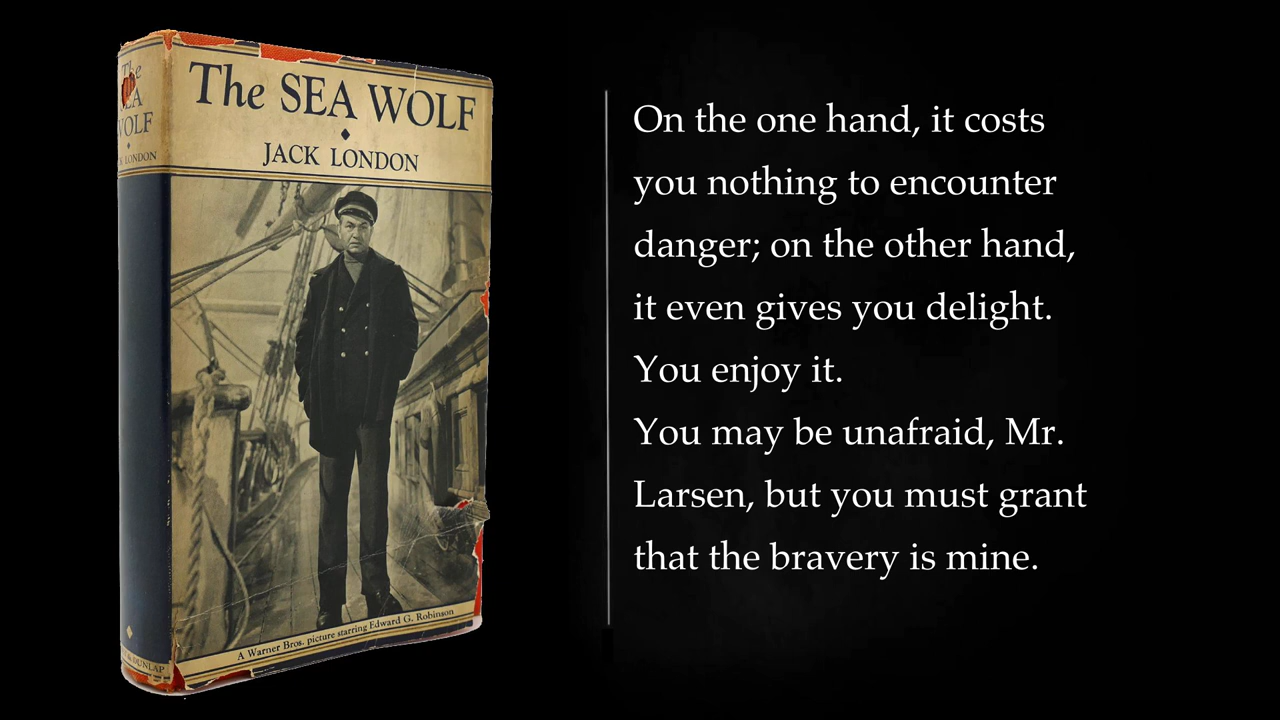 The SEA WOLF
JACK LONDON
A Warner Bros. picture starring Edward G. Robinson
The
WOLF
LONDON
DUNLAP
On the one hand, it costs
you nothing to encounter
danger; on the other hand,
it even gives you delight.
You enjoy it.
You may be unafraid, Mr.
Larsen, but you must grant
that the bravery is mine.